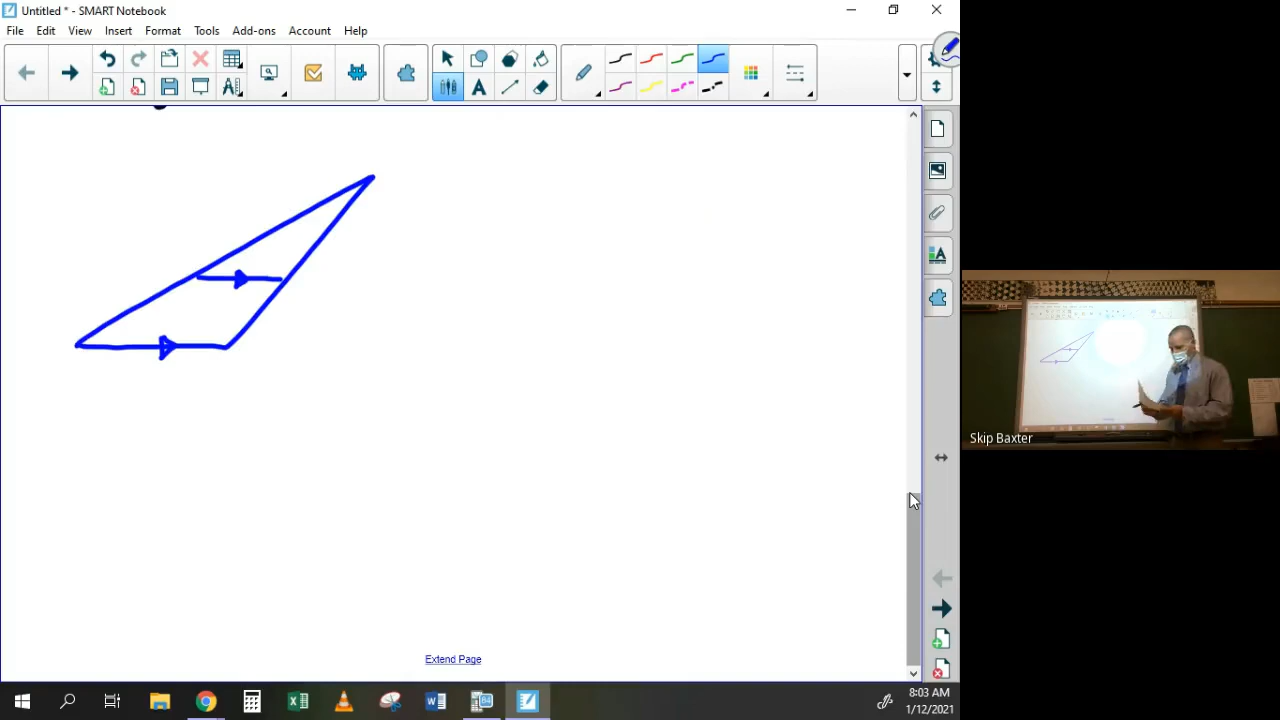 Untitled * - SMART Notebook
File Edit View Insert Format Tools Add-ons Account Help
Skip Baxter
Extend Page
8:03 AM
1/12/2021